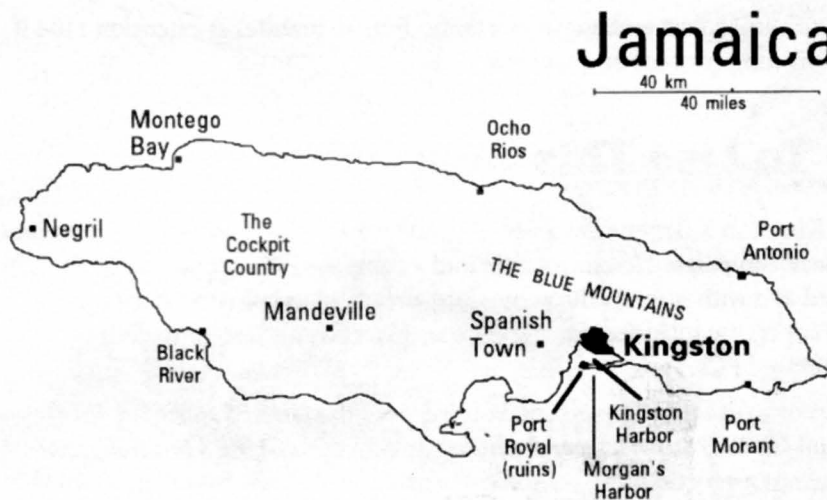 Jamaica
40 km
40 miles
Montego
Bay
Ocho
Rios
Negril
The
Cockpit
Country
Port
Antonio
THE BLUE MOUNTAINS
Mandeville
Spanish
Town
Kingston
Black
River
Port
Royal
(ruins)
Kingston
Harbor
Morgan's
Harbor
Port
Morant